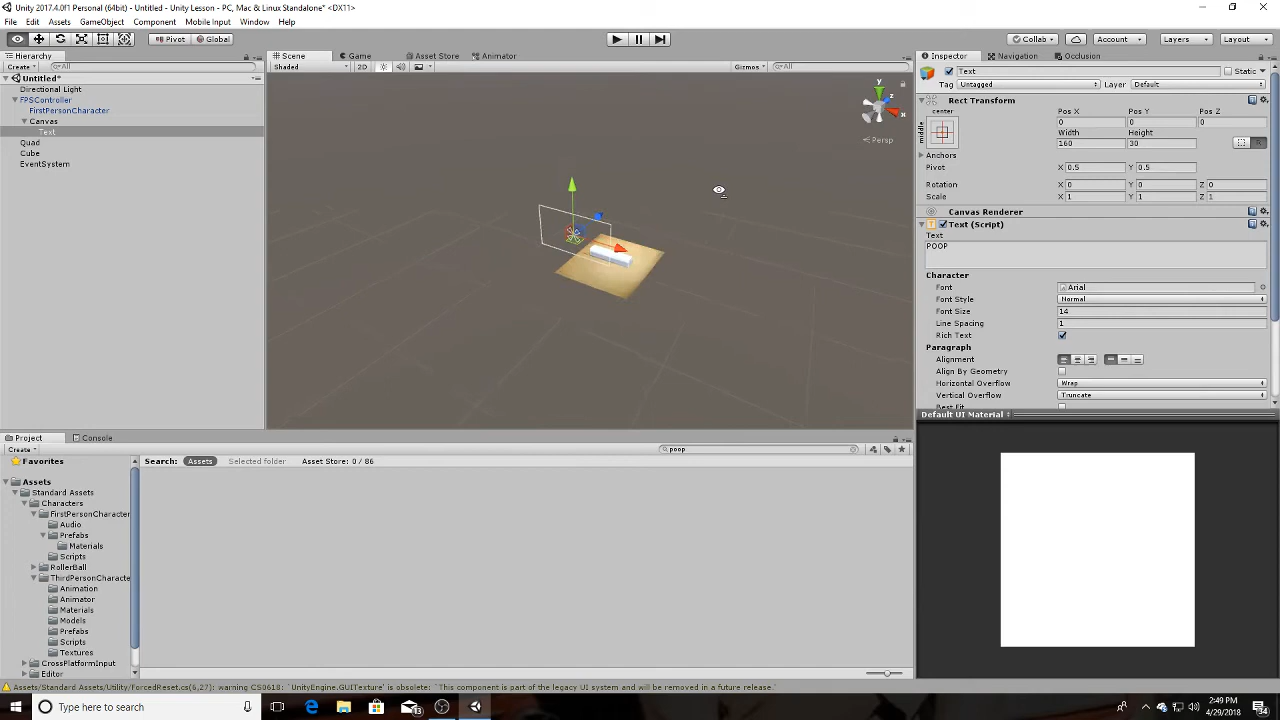 Unity 2017.4.0f1 Personal (64bit) - Untitled - Unity Lesson - PC, Mac & Linux Standalone* <DX11>
File Edit Assets GameObject Component Mobile Input Window Help
Pivot Global Collab Account Layers Layout
Hierarchy Scene Game Asset Store Animator Inspector Navigation Occlusion
Create All Shaded 2D Gizmos All
Text Static
Untitled*
Tag Untagged Layer Default
Directional Light
FPSController
Rect Transform
FirstPersonCharacter
center Pos X Pos Y Pos Z
Canvas
0 0 0
Text
middle Width Height
Quad
160 30 R
Cube
Anchors
EventSystem
Pivot X 0.5 Y 0.5
Rotation X 0 Y 0 Z 0
Scale X 1 Y 1 Z 1
Canvas Renderer
Text (Script)
Text
POOP
Character
Font Arial
Font Style Normal
Font Size 14
Line Spacing 1
Rich Text
Paragraph
Alignment
Align By Geometry
Horizontal Overflow Wrap
Vertical Overflow Truncate
Best Fit
y
z
x
Persp
Default UI Material
Project Console
Create poop
Favorites Search: Assets Selected folder Asset Store: 0 / 86
Assets
Standard Assets
Characters
FirstPersonCharacter
Audio
Prefabs
Materials
Scripts
RollerBall
ThirdPersonCharacte
Animation
Animator
Materials
Models
Prefabs
Scripts
Textures
CrossPlatformInput
Editor
Assets/Standard Assets/Utility/ForcedReset.cs(6,27): warning CS0618: `UnityEngine.GUITexture' is obsolete: `This component is part of the legacy UI system and will be removed in a future release.'
Type here to search
13
2:49 PM
4/29/2018